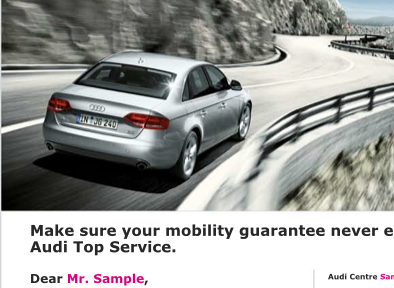 Make sure your mobility guarantee never e
Audi Top Service.
Dear Mr. Sample,
Audi Centre Sar